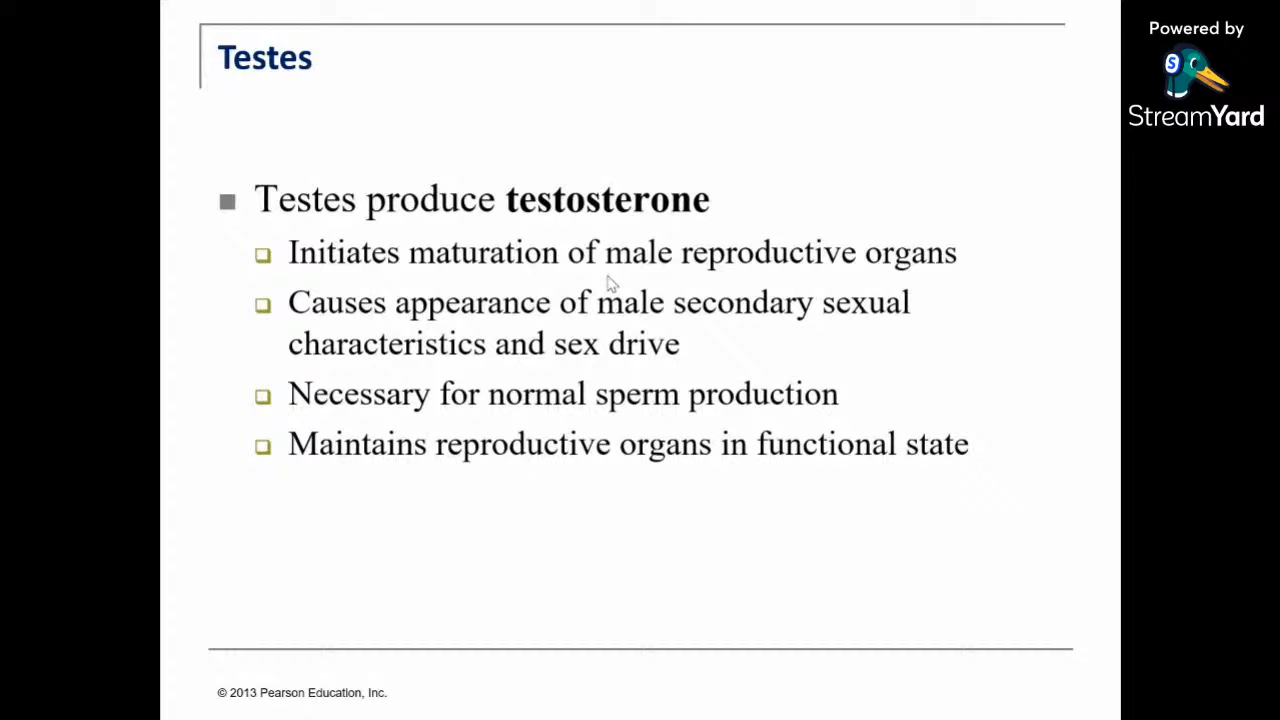 Powered by
S
StreamYard
Testes
Testes produce testosterone
Initiates maturation of male reproductive organs
Causes appearance of male secondary sexual
characteristics and sex drive
Necessary for normal sperm production
Maintains reproductive organs in functional state
© 2013 Pearson Education, Inc.